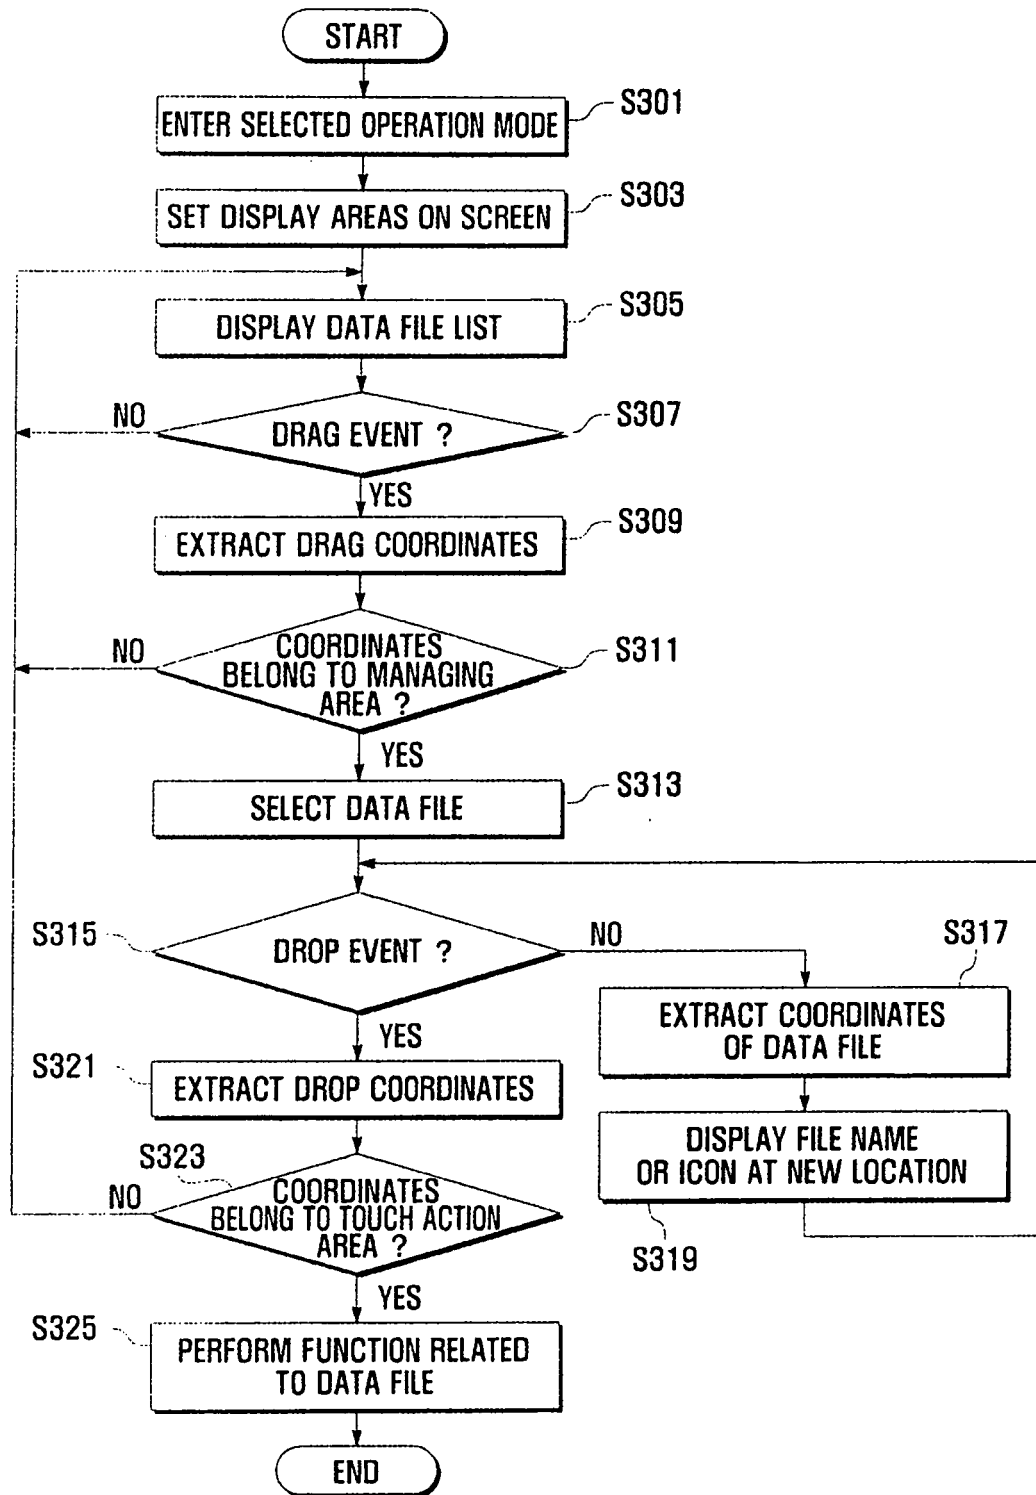 START
ENTER SELECTED OPERATION MODE
S301
SET DISPLAY AREAS ON SCREEN
S303
DISPLAY DATA FILE LIST
S305
DRAG EVENT ?
S307
NO
YES
EXTRACT DRAG COORDINATES
S309
COORDINATES
BELONG TO MANAGING
AREA ?
S311
NO
YES
SELECT DATA FILE
S313
S315
DROP EVENT ?
NO
S317
EXTRACT COORDINATES
OF DATA FILE
YES
S321
EXTRACT DROP COORDINATES
DISPLAY FILE NAME
OR ICON AT NEW LOCATION
S319
S323
NO
COORDINATES
BELONG TO TOUCH ACTION
AREA ?
YES
S325
PERFORM FUNCTION RELATED
TO DATA FILE
END